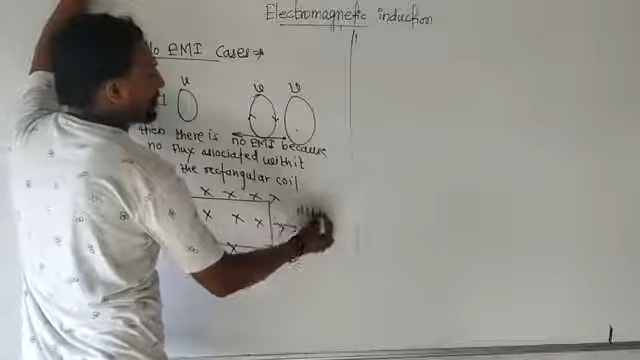 Electromagnetic induction
No EMI Cases →
v v v
then there is no EMI because
no flux associated with it
the rectangular coil
x x x x
x x x
x